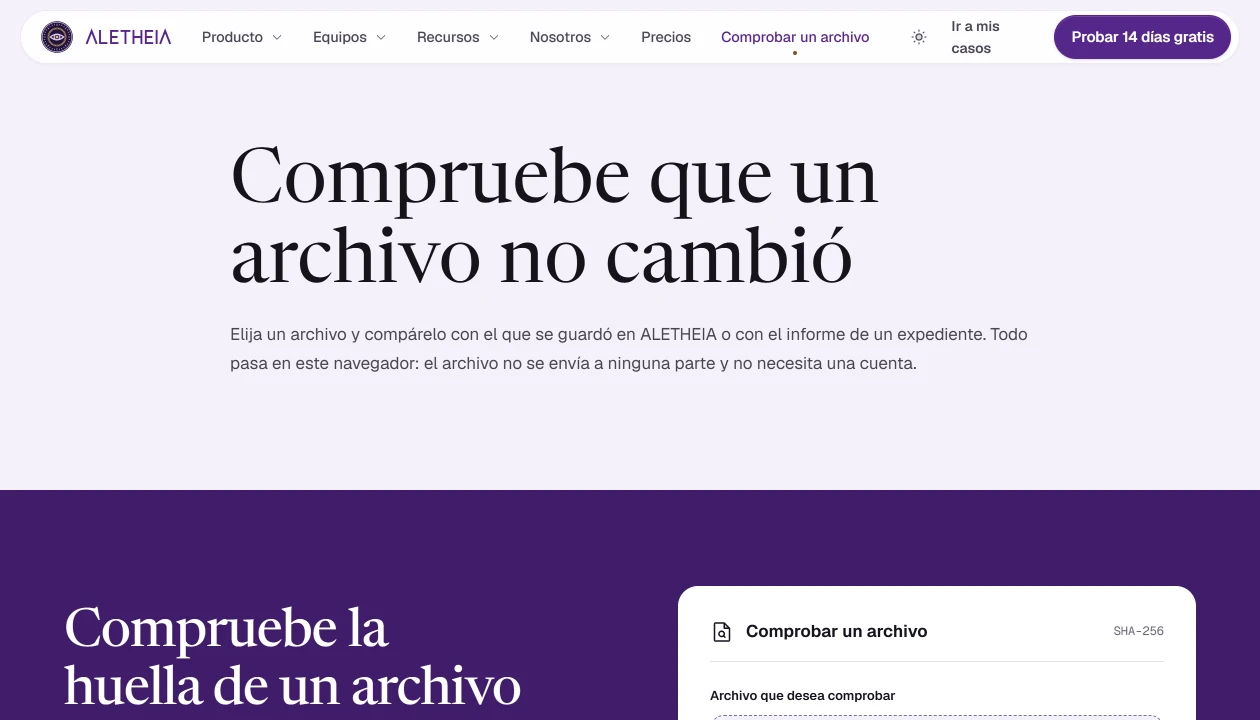 ALETHEIA
Producto
Equipos
Recursos
Nosotros
Precios
Comprobar un archivo
Ir a mis
casos
Probar 14 días gratis
Compruebe que un
archivo no cambió
Elija un archivo y compárelo con el que se guardó en ALETHEIA o con el informe de un expediente. Todo
pasa en este navegador: el archivo no se envía a ninguna parte y no necesita una cuenta.
Compruebe la
huella de un archivo
Comprobar un archivo
SHA-256
Archivo que desea comprobar